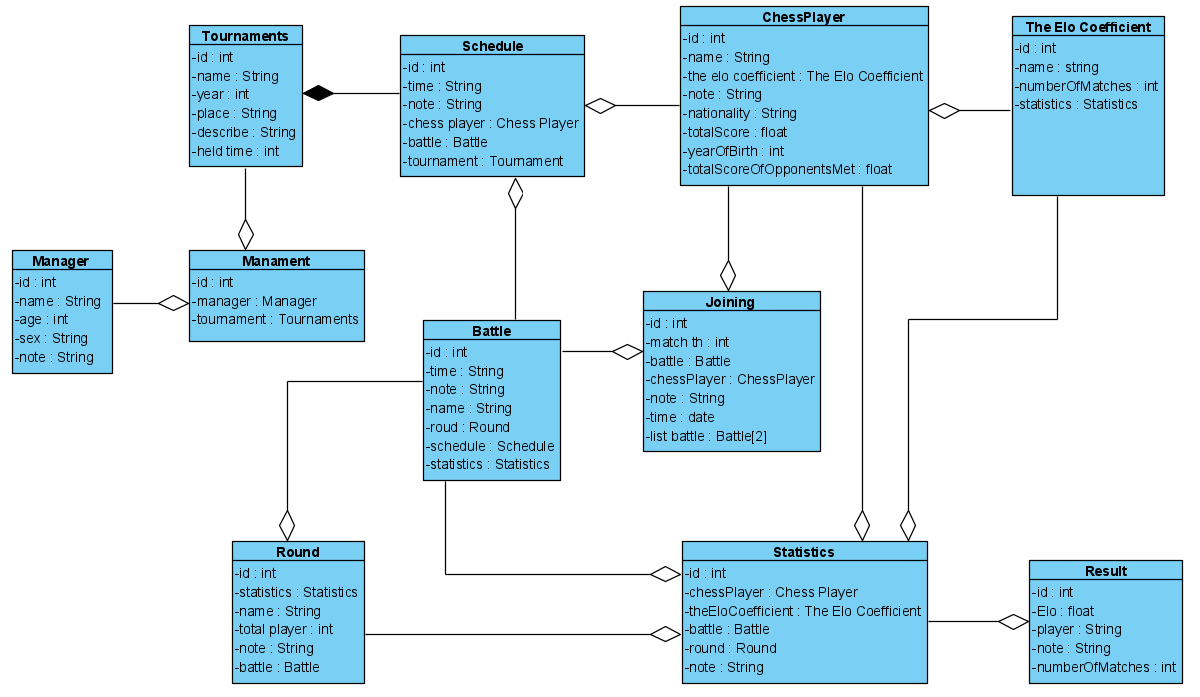 Tournaments
-id : int
-name : String
-year : int
-place : String
-describe : String
-held time : int
Schedule
-id : int
-time : String
-note : String
-chess player : Chess Player
-battle : Battle
-tournament : Tournament
ChessPlayer
-id : int
-name : String
-the elo coefficient : The Elo Coefficient
-note : String
-nationality : String
-totalScore : float
-yearOfBirth : int
-totalScoreOfOpponentsMet : float
The Elo Coefficient
-id : int
-name : string
-numberOfMatches : int
-statistics : Statistics
Manager
-id : int
-name : String
-age : int
-sex : String
-note : String
Manament
-id : int
-manager : Manager
-tournament : Tournaments
Battle
-id : int
-time : String
-note : String
-name : String
-roud : Round
-schedule : Schedule
-statistics : Statistics
Joining
-id : int
-match th : int
-battle : Battle
-chessPlayer : ChessPlayer
-note : String
-time : date
-list battle : Battle[2]
Round
-id : int
-statistics : Statistics
-name : String
-total player : int
-note : String
-battle : Battle
Statistics
-id : int
-chessPlayer : Chess Player
-theEloCoefficient : The Elo Coefficient
-battle : Battle
-round : Round
-note : String
Result
-id : int
-Elo : float
-player : String
-note : String
-numberOfMatches : int